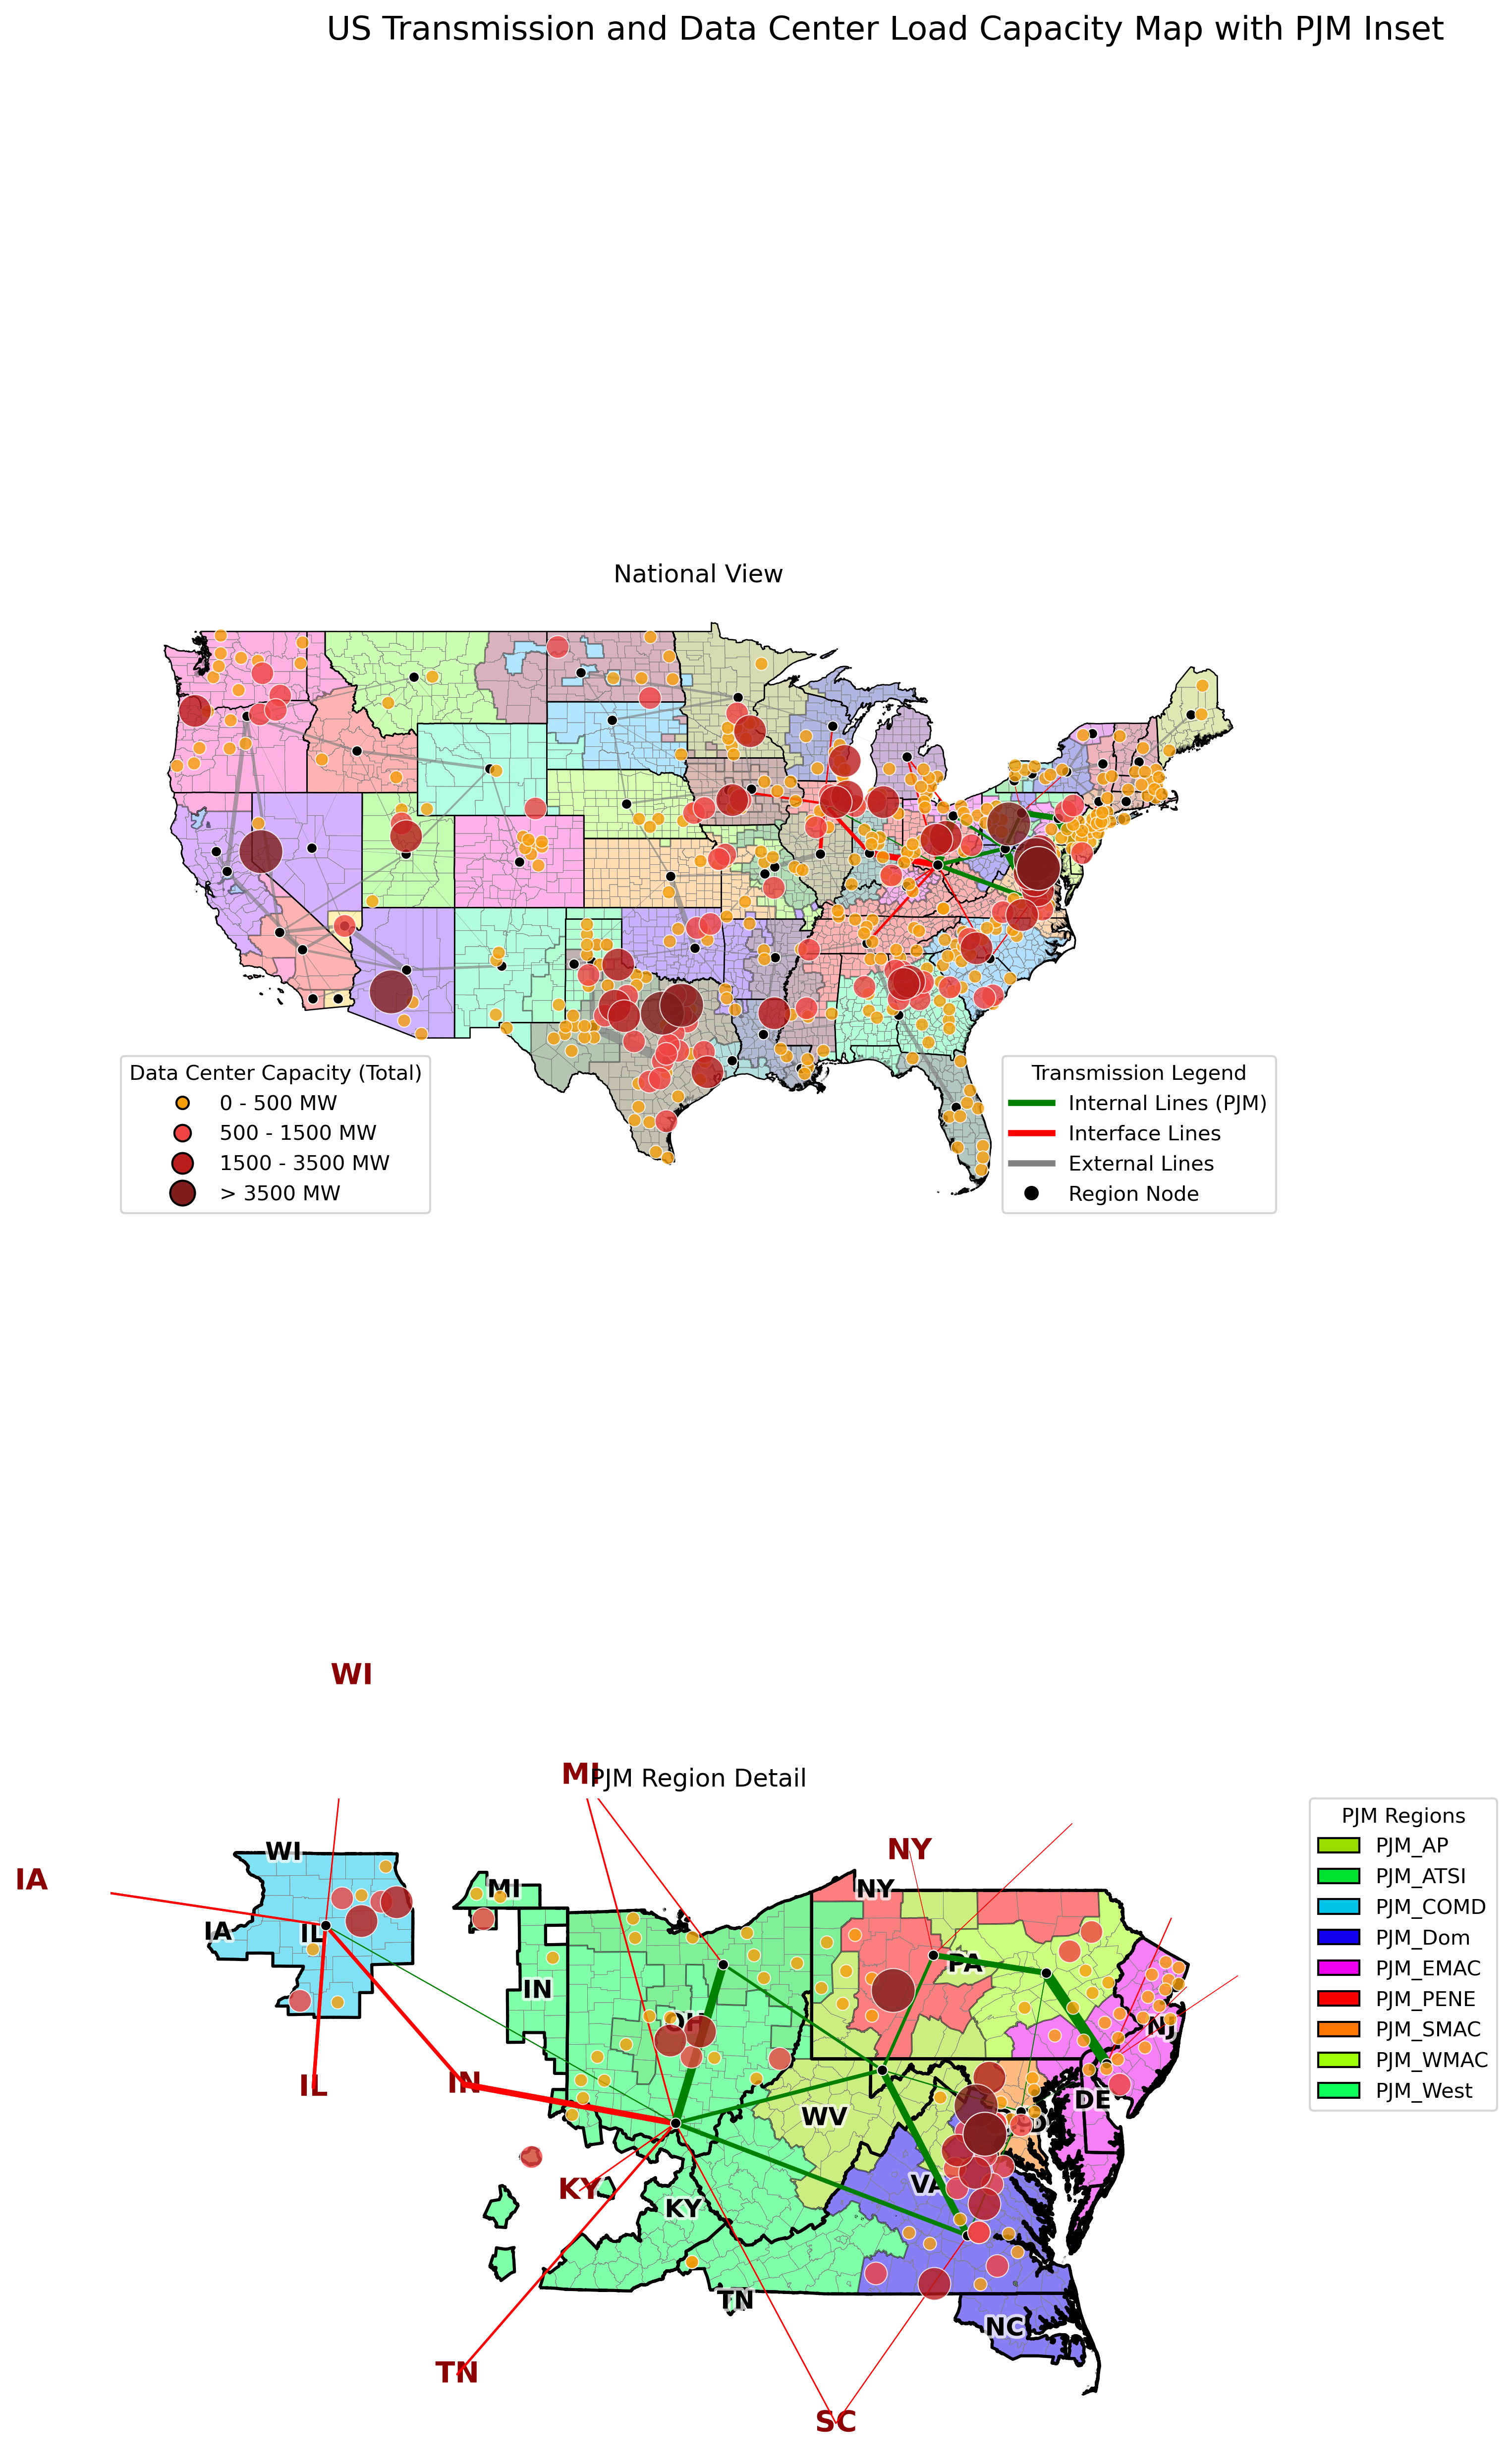 US Transmission and Data Center Load Capacity Map with PJM Inset
National View
Data Center Capacity (Total)
0 - 500 MW
500 - 1500 MW
1500 - 3500 MW
> 3500 MW
Transmission Legend
Internal Lines (PJM)
Interface Lines
External Lines
Region Node
WI
MI
PJM Region Detail
NY
IA
WI
MI
NY
IA
IL
PA
IN
NJ
IL
IN
WV
DE
KY
VA
KY
TN
NC
TN
SC
PJM Regions
PJM_AP
PJM_ATSI
PJM_COMD
PJM_Dom
PJM_EMAC
PJM_PENE
PJM_SMAC
PJM_WMAC
PJM_West